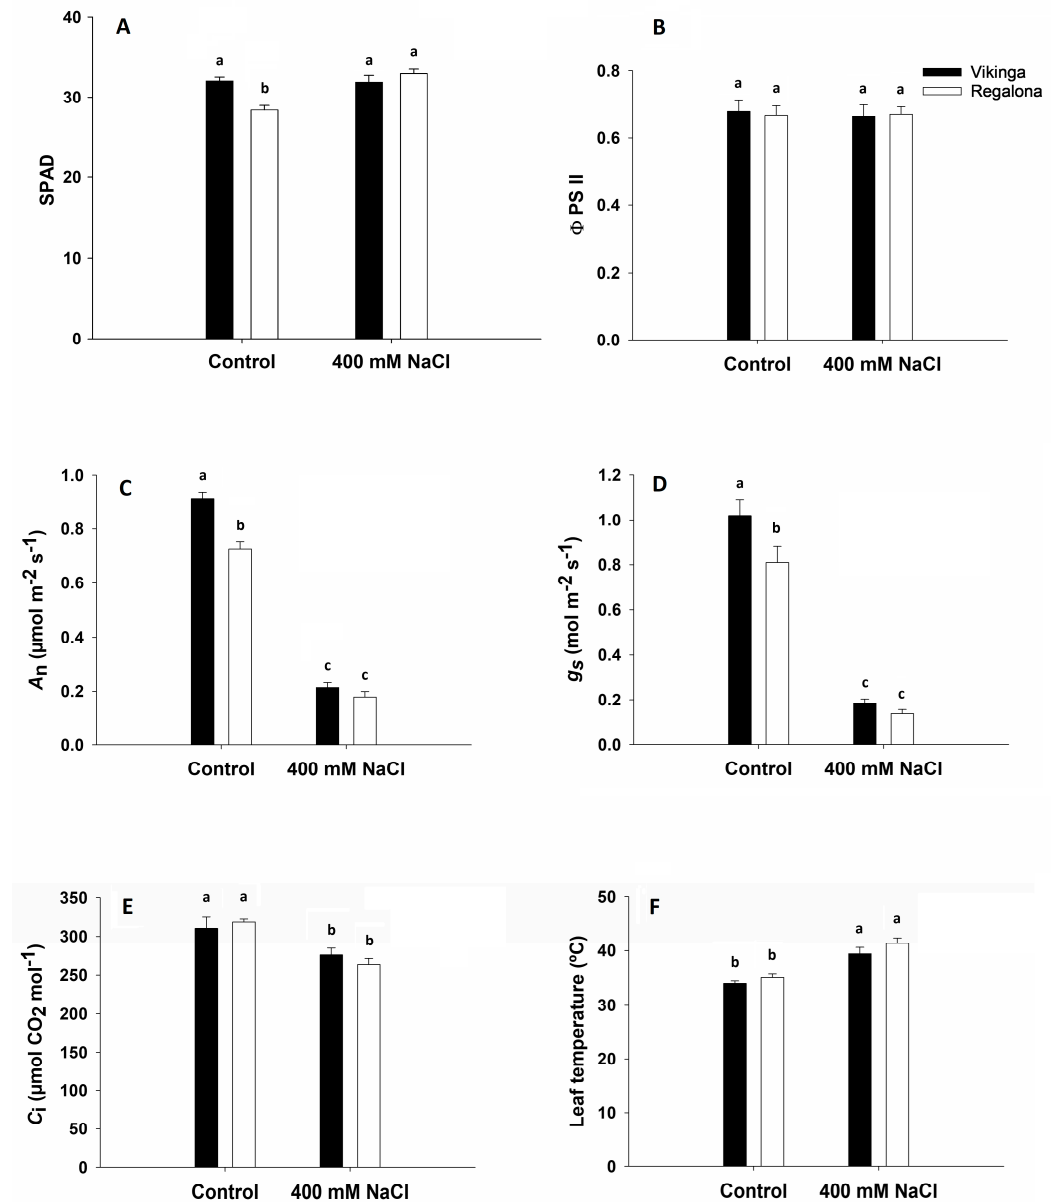 A
40
30
20
10
0
SPAD
a
b
a
a
Control
400 mM NaCl
B
0.8
0.6
0.4
0.2
0.0
Φ PS II
a
a
a
a
Control
400 mM NaCl
Vikinga
Regalona
C
1.0
0.8
0.6
0.4
0.2
0.0
An (µmol m-2 s-1)
a
b
c
c
Control
400 mM NaCl
D
1.2
1.0
0.8
0.6
0.4
0.2
0.0
gs (mol m-2 s-1)
a
b
c
c
Control
400 mM NaCl
E
350
300
250
200
150
100
50
0
Ci (µmol CO2 mol-1)
a
a
b
b
Control
400 mM NaCl
F
50
40
30
20
10
0
Leaf temperature (ºC)
b
b
a
a
Control
400 mM NaCl